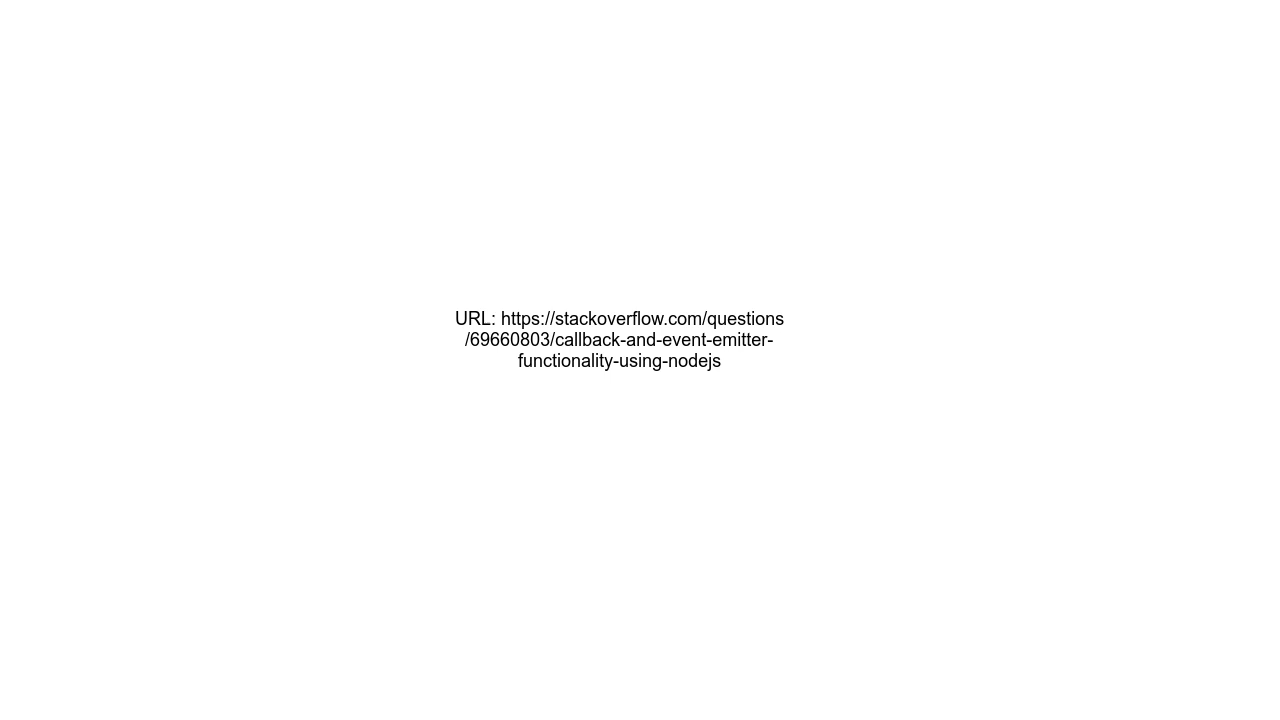 URL: https://stackoverflow.com/questions
/69660803/callback-and-event-emitter-
functionality-using-nodejs